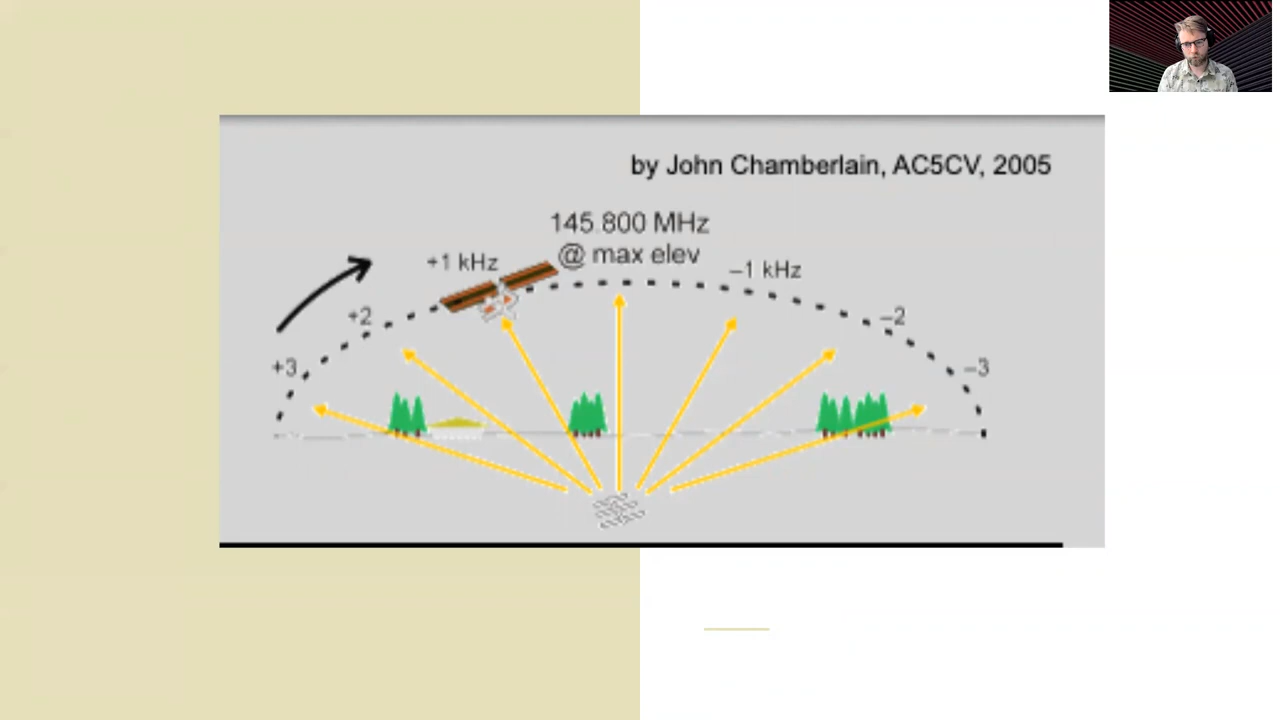 by John Chamberlain, AC5CV, 2005
145.800 MHz
@ max elev
+1 kHz
–1 kHz
+2
–2
+3
–3